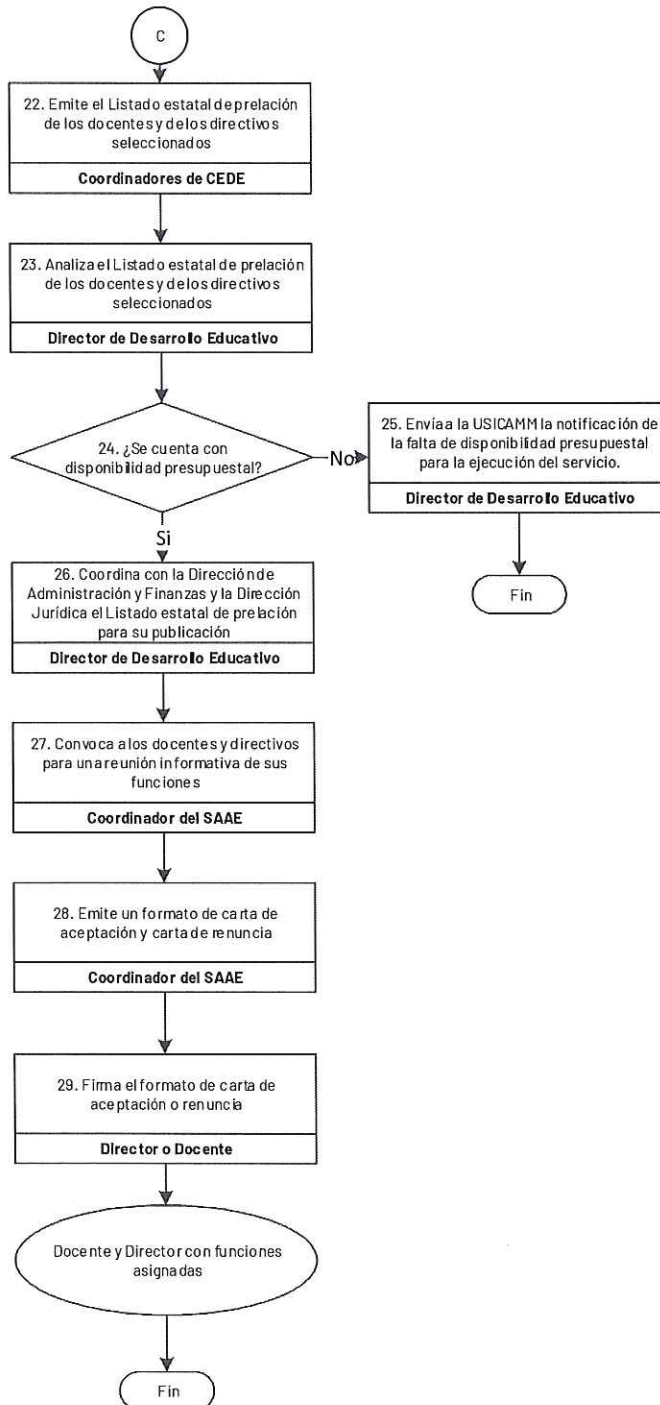 C
22. Emite el Listado estatal de prelación
de los docentes y de los directivos
seleccionados
Coordinadores de CEDE
23. Analiza el Listado estatal de prelación
de los docentes y de los directivos
seleccionados
Director de Desarrollo Educativo
24. ¿Se cuenta con
disponibilidad presupuestal?
No
25. Envía a la USICAMM la notificación de
la falta de disponibilidad presupuestal
para la ejecución del servicio.
Director de Desarrollo Educativo
Fin
Si
26. Coordina con la Dirección de
Administración y Finanzas y la Dirección
Jurídica el Listado estatal de prelación
para su publicación
Director de Desarrollo Educativo
27. Convoca a los docentes y directivos
para una reunión informativa de sus
funciones
Coordinador del SAAE
28. Emite un formato de carta de
aceptación y carta de renuncia
Coordinador del SAAE
29. Firma el formato de carta de
aceptación o renuncia
Director o Docente
Docente y Director con funciones
asignadas
Fin